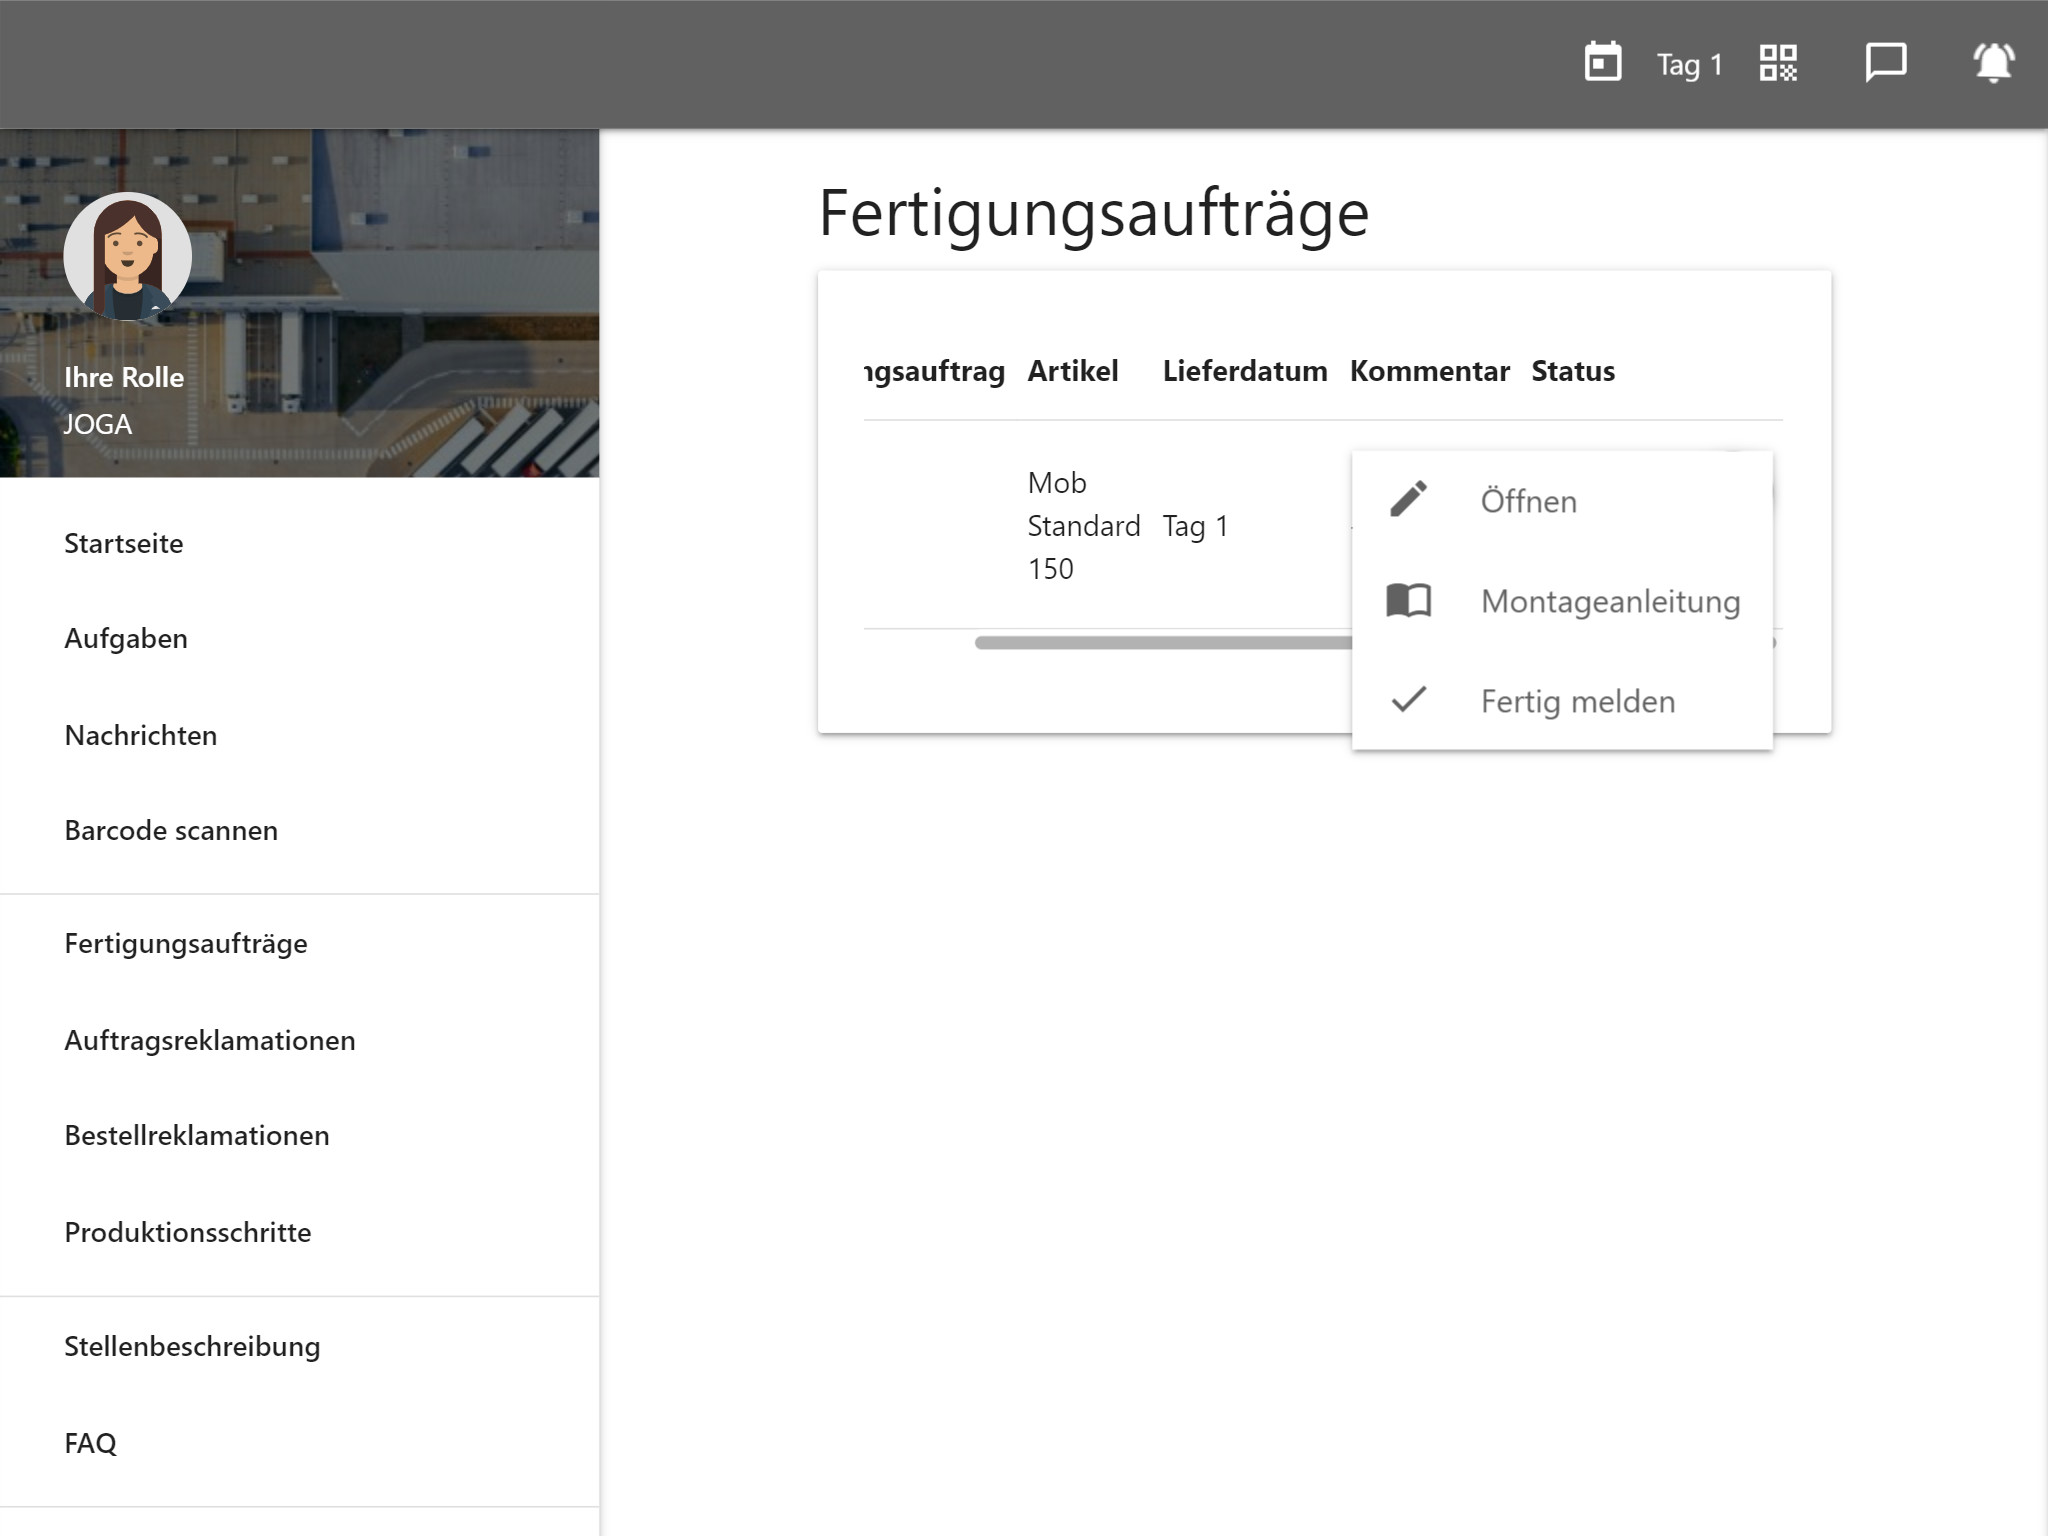 Tag 1
Ihre Rolle
JOGA
Startseite
Aufgaben
Nachrichten
Barcode scannen
Fertigungsaufträge
Auftragsreklamationen
Bestellreklamationen
Produktionsschritte
Stellenbeschreibung
FAQ
Fertigungsaufträge
ngsauftrag Artikel Lieferdatum Kommentar Status
Mob
Standard Tag 1
150
Öffnen
Montageanleitung
Fertig melden